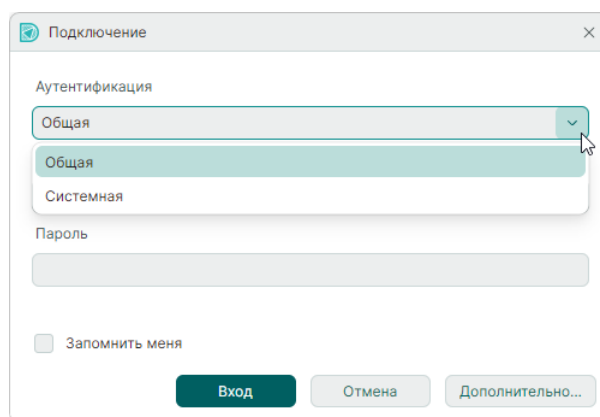 Подключение
Аутентификация
Общая
Общая
Системная
Пароль
Запомнить меня
Вход Отмена Дополнительно...